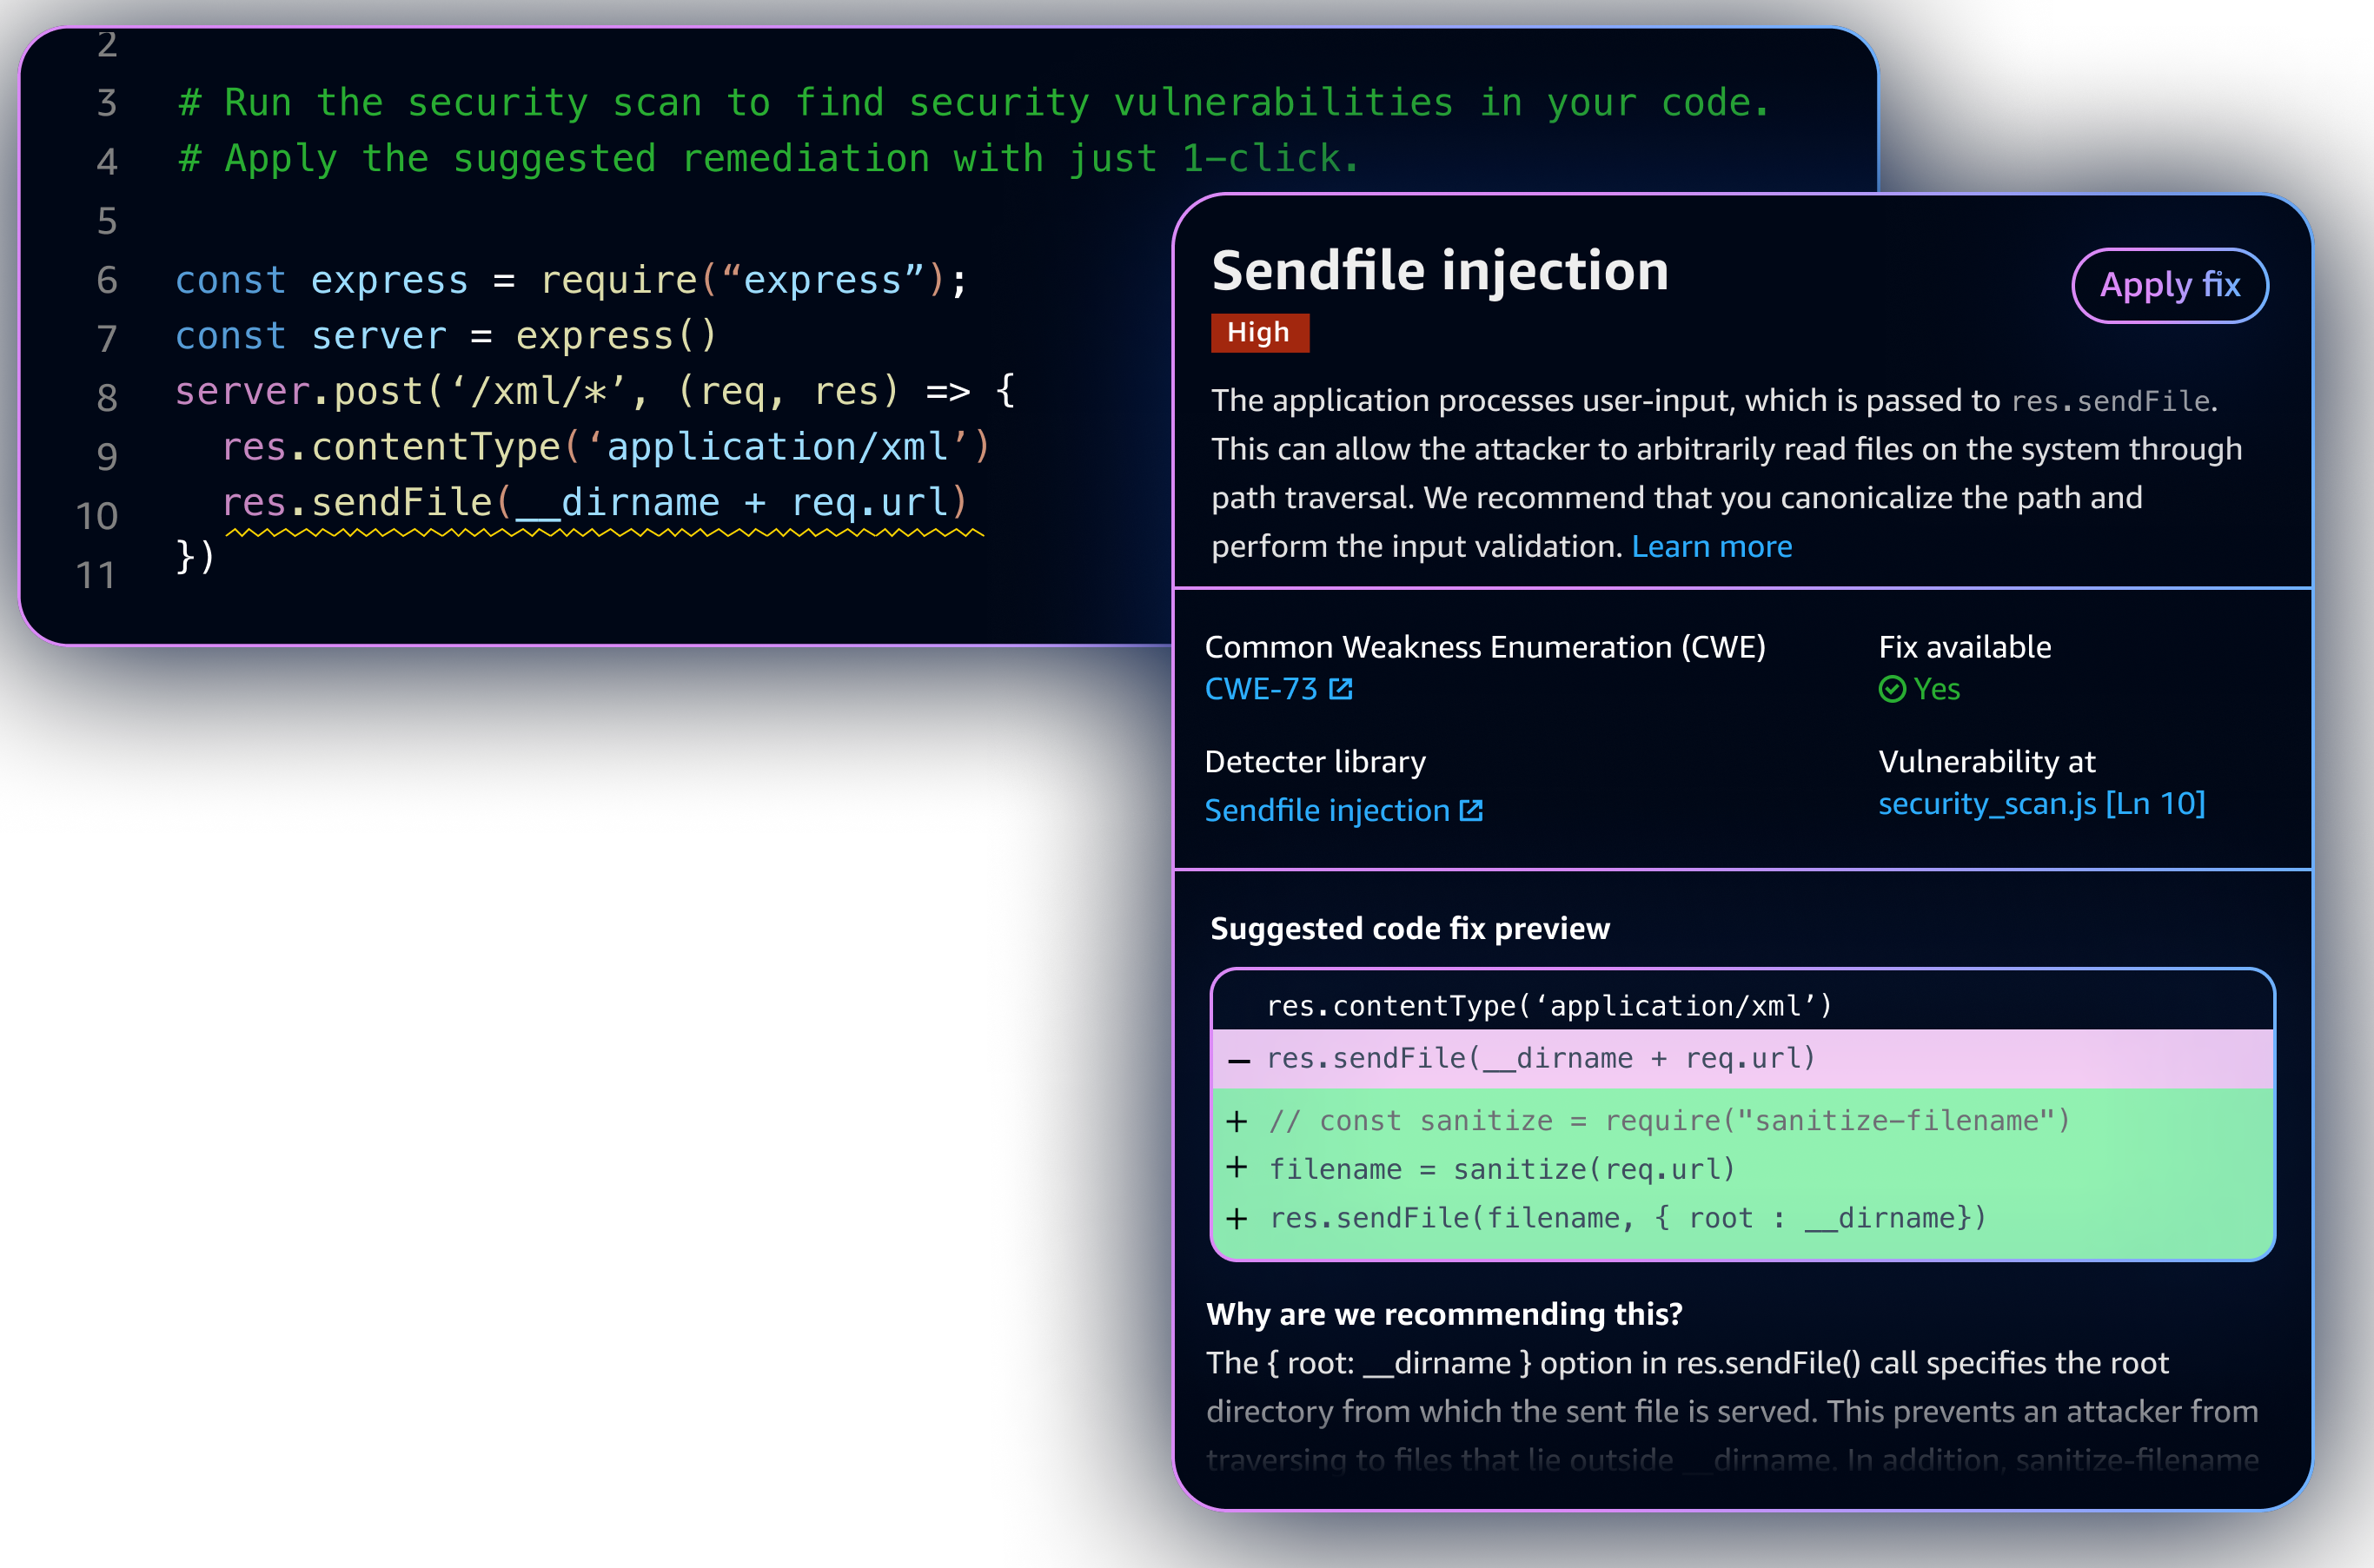 2
3 # Run the security scan to find security vulnerabilities in your code.
4 # Apply the suggested remediation with just 1–click.
5
6 const express = require(“express”);
7 const server = express()
8 server.post(‘/xml/*’, (req, res) => {
9 res.contentType(‘application/xml’)
10 res.sendFile(__dirname + req.url)
11 })
Sendfile injection
Apply fix
High
The application processes user-input, which is passed to res.sendFile.
This can allow the attacker to arbitrarily read files on the system through
path traversal. We recommend that you canonicalize the path and
perform the input validation. Learn more
Common Weakness Enumeration (CWE)
CWE-73
Fix available
Yes
Detecter library
Sendfile injection
Vulnerability at
security_scan.js [Ln 10]
Suggested code fix preview
res.contentType(‘application/xml’)
– res.sendFile(__dirname + req.url)
+ // const sanitize = require("sanitize–filename")
+ filename = sanitize(req.url)
+ res.sendFile(filename, { root : __dirname})
Why are we recommending this?
The { root: __dirname } option in res.sendFile() call specifies the root
directory from which the sent file is served. This prevents an attacker from
traversing to files that lie outside __dirname. In addition, sanitize-filename